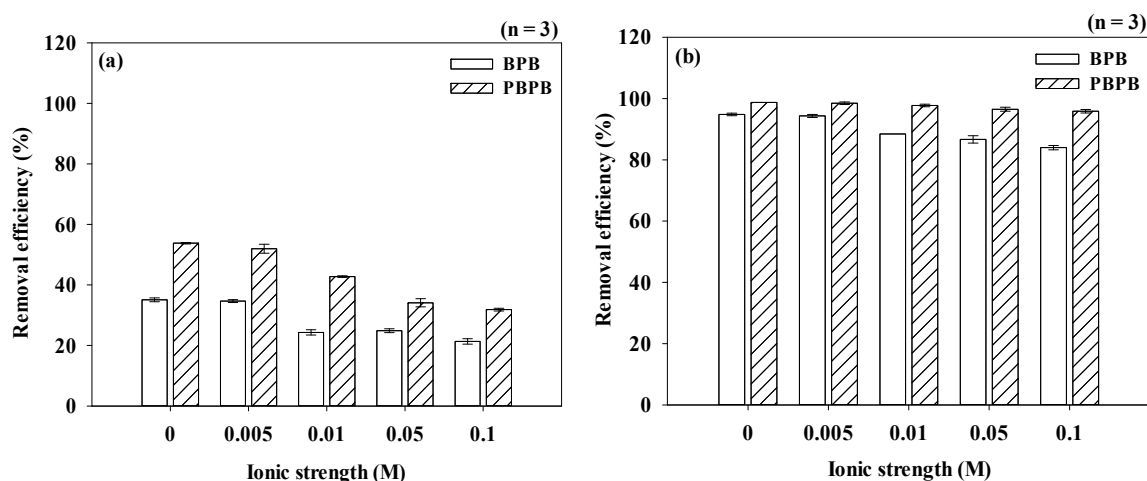 (n = 3)
(a)
BPB
PBPB
120
100
80
60
40
20
0
Removal efficiency (%)
0 0.005 0.01 0.05 0.1
Ionic strength (M)
(n = 3)
(b)
BPB
PBPB
120
100
80
60
40
20
0
Removal efficiency (%)
0 0.005 0.01 0.05 0.1
Ionic strength (M)